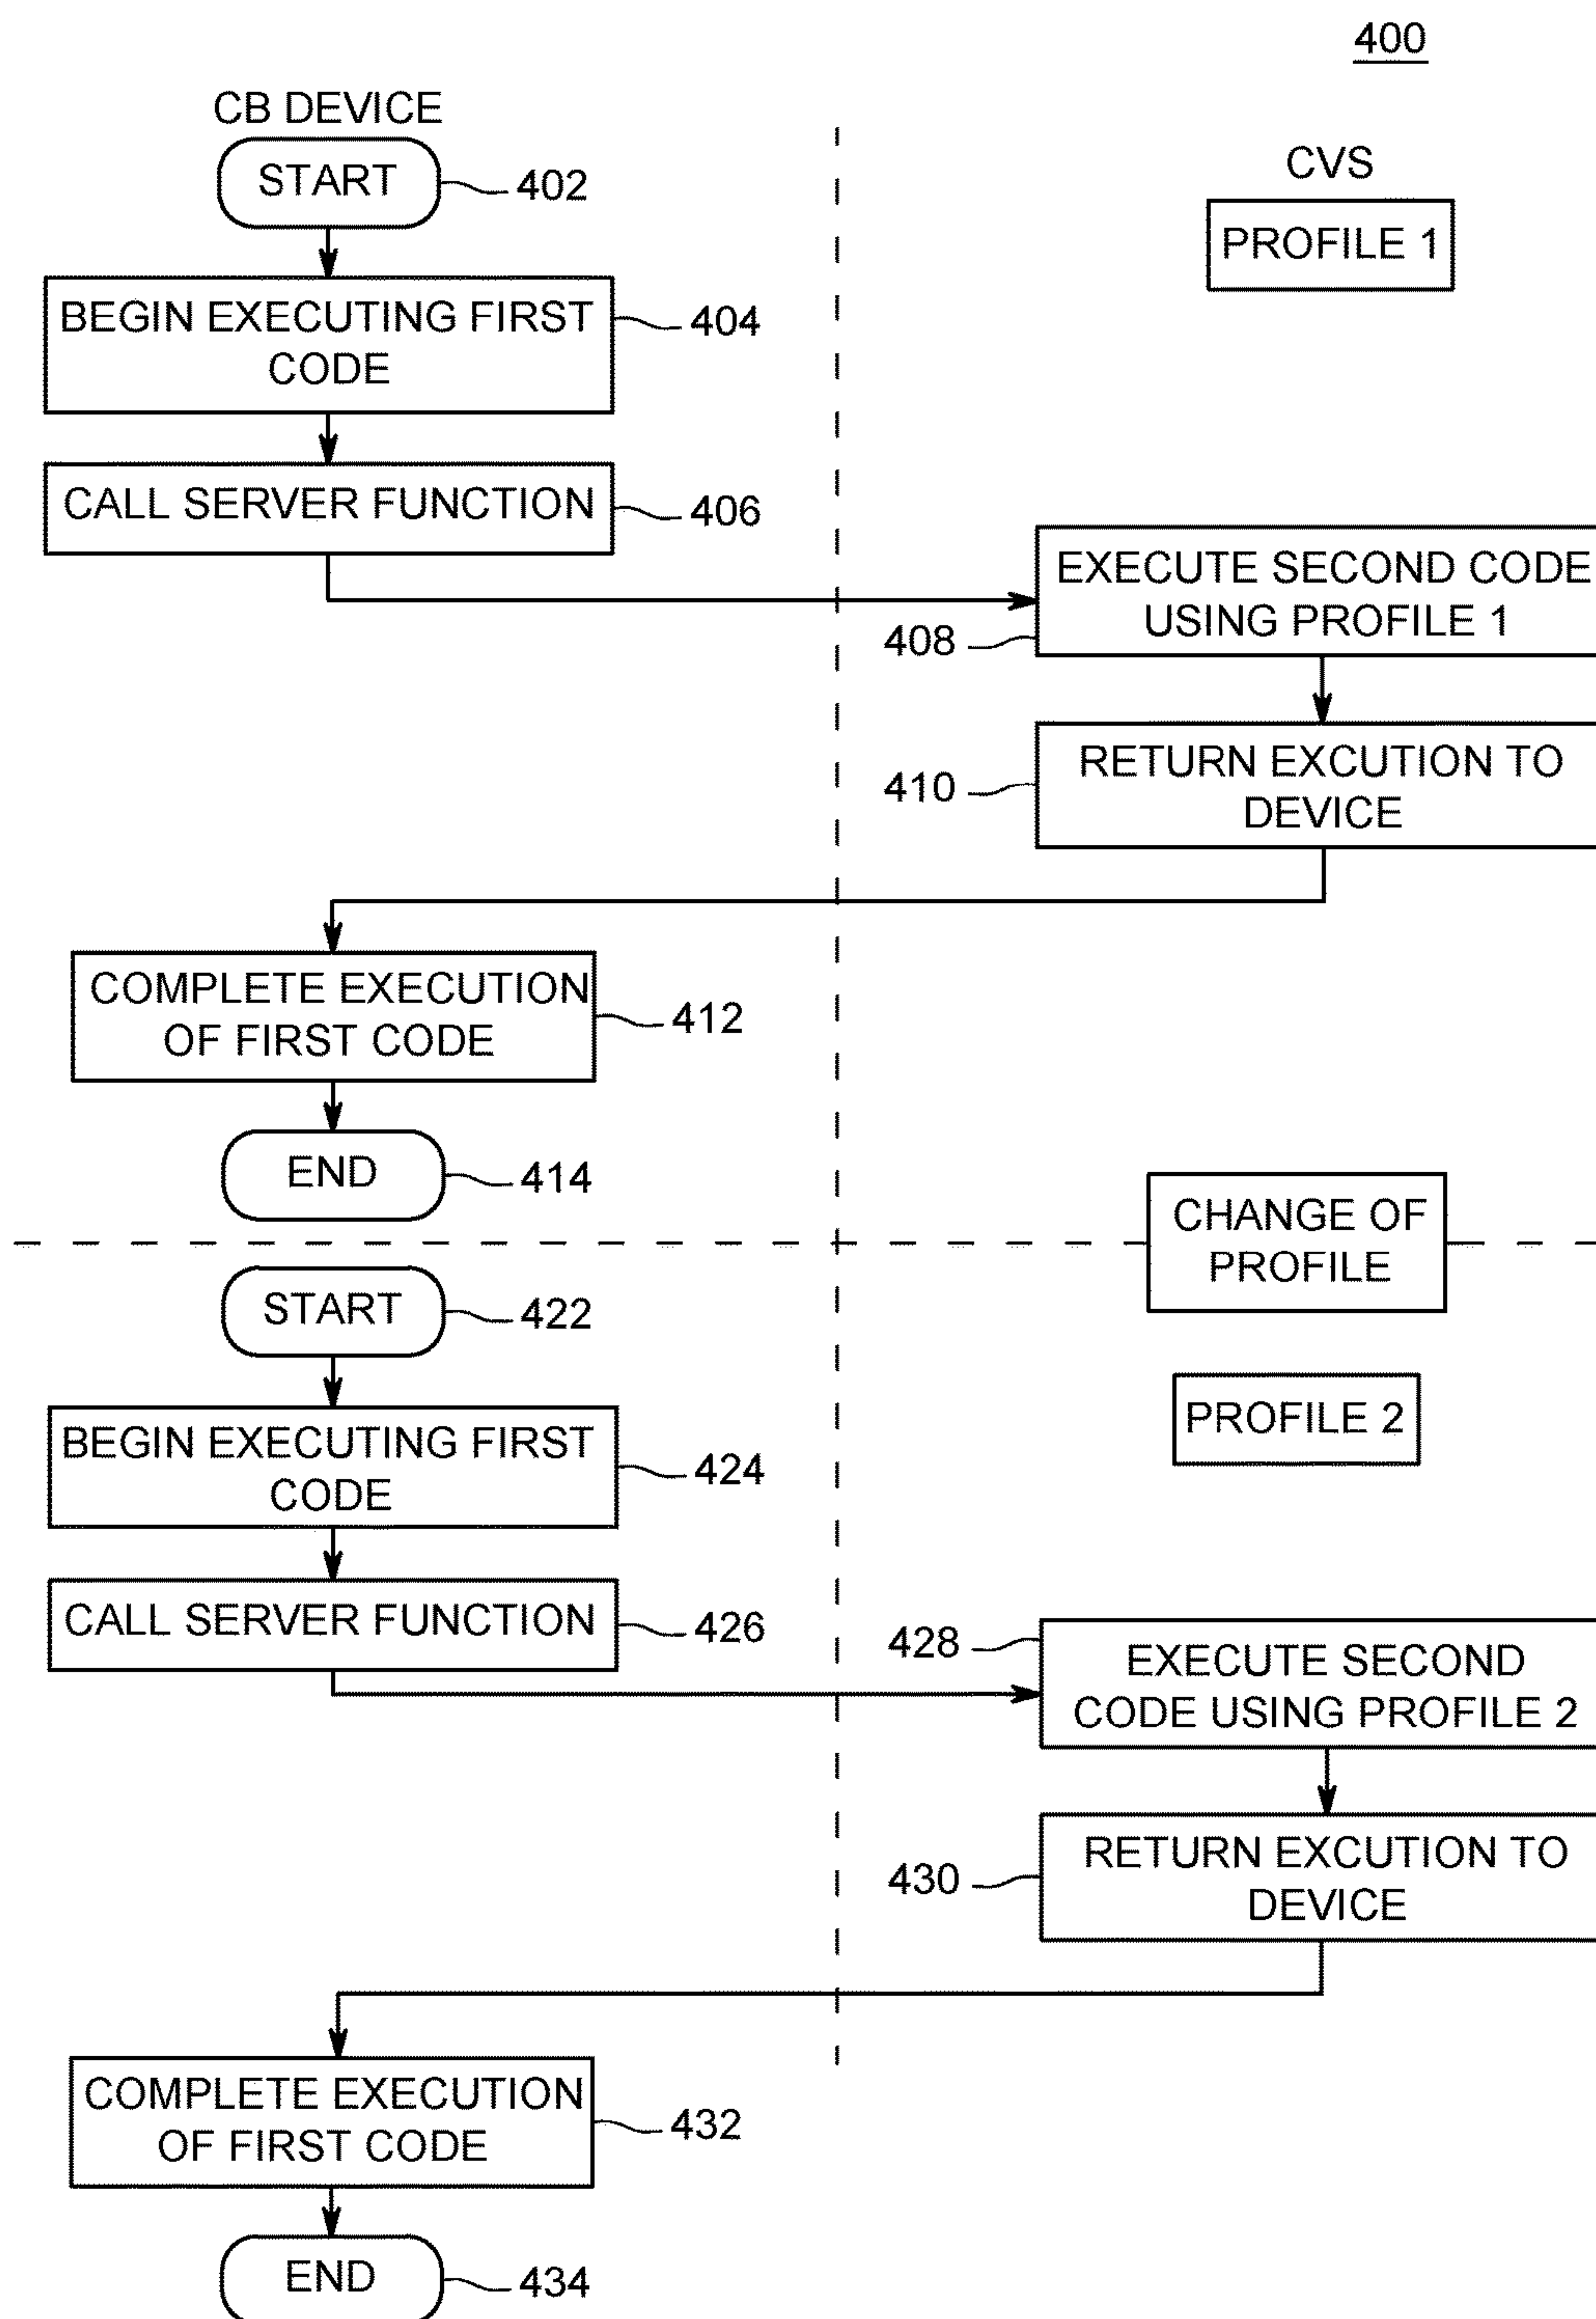 400
CB DEVICE
START
402
CVS
PROFILE 1
BEGIN EXECUTING FIRST
CODE
404
CALL SERVER FUNCTION
406
EXECUTE SECOND CODE
USING PROFILE 1
408
RETURN EXCUTION TO
DEVICE
410
COMPLETE EXECUTION
OF FIRST CODE
412
END
414
CHANGE OF
PROFILE
START
422
PROFILE 2
BEGIN EXECUTING FIRST
CODE
424
CALL SERVER FUNCTION
426
428
EXECUTE SECOND
CODE USING PROFILE 2
RETURN EXCUTION TO
DEVICE
430
COMPLETE EXECUTION
OF FIRST CODE
432
END
434